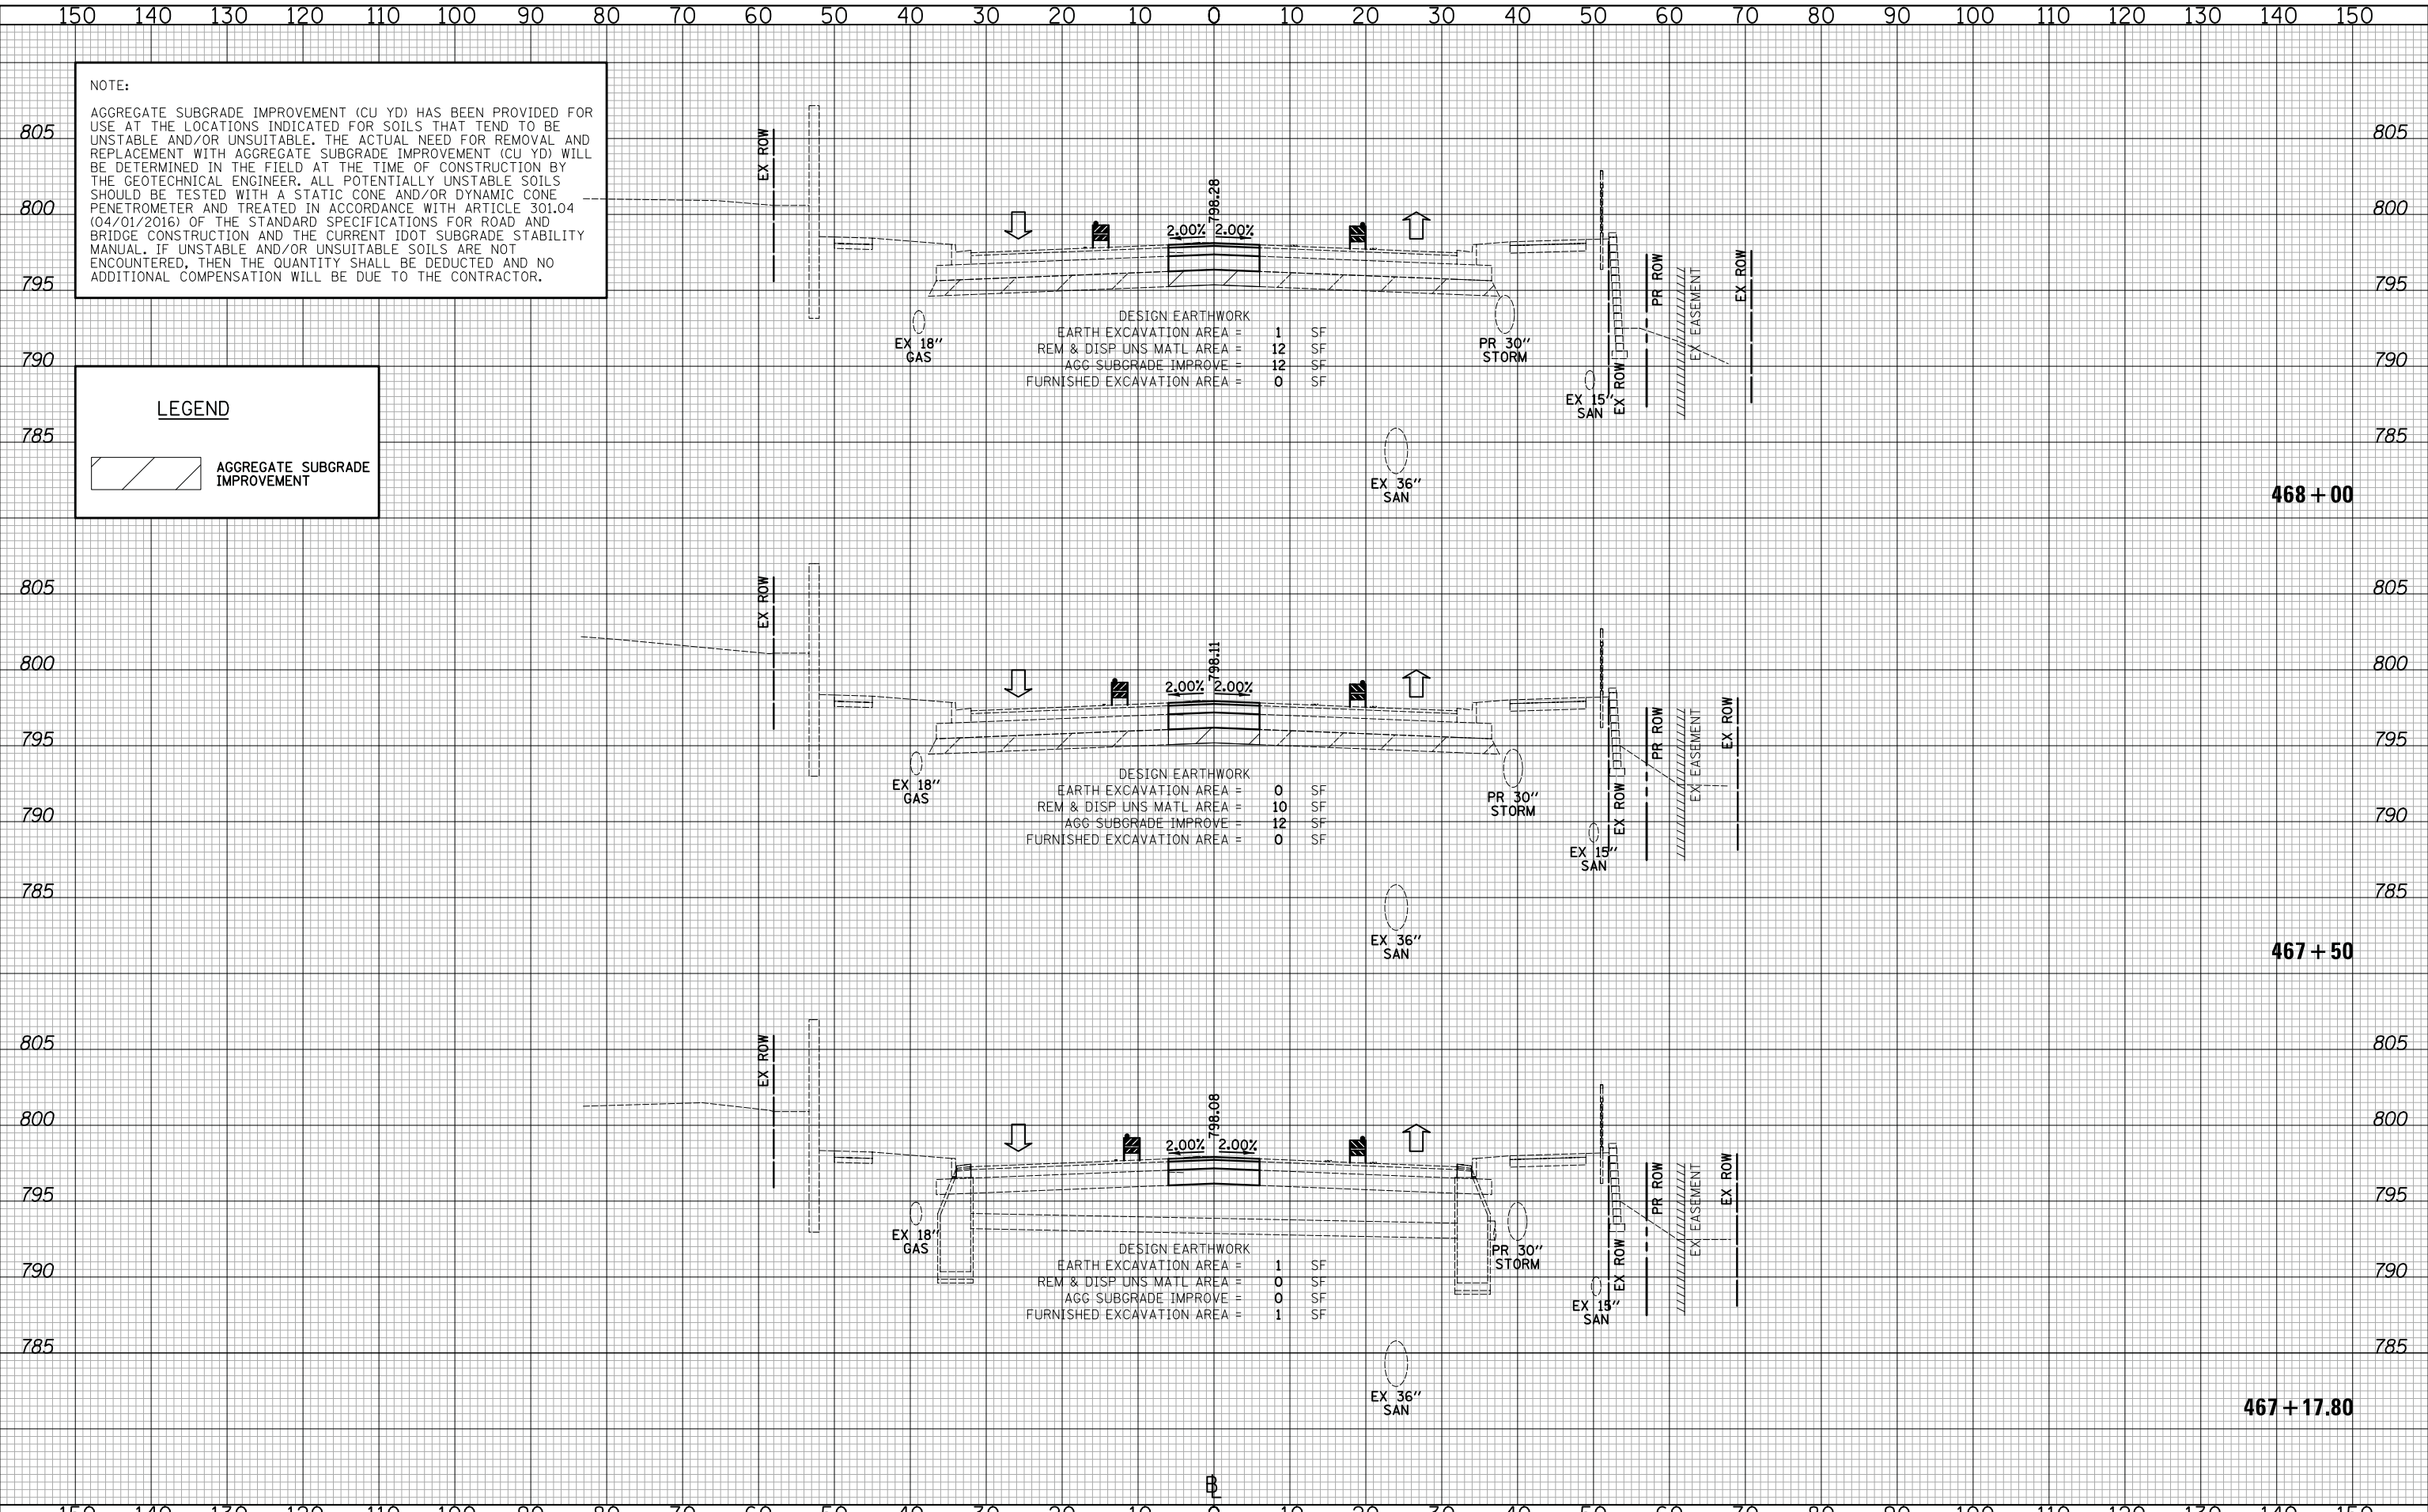 150 140 130 120 110 100 90 80 70 60 50 40 30 20 10 0 10 20 30 40 50 60 70 80 90 100 110 120 130 140 150
NOTE:
AGGREGATE SUBGRADE IMPROVEMENT (CU YD) HAS BEEN PROVIDED FOR
USE AT THE LOCATIONS INDICATED FOR SOILS THAT TEND TO BE
UNSTABLE AND/OR UNSUITABLE. THE ACTUAL NEED FOR REMOVAL AND
REPLACEMENT WITH AGGREGATE SUBGRADE IMPROVEMENT (CU YD) WILL
BE DETERMINED IN THE FIELD AT THE TIME OF CONSTRUCTION BY
THE GEOTECHNICAL ENGINEER. ALL POTENTIALLY UNSTABLE SOILS
SHOULD BE TESTED WITH A STATIC CONE AND/OR DYNAMIC CONE
PENETROMETER AND TREATED IN ACCORDANCE WITH ARTICLE 301.04
(04/01/2016) OF THE STANDARD SPECIFICATIONS FOR ROAD AND
BRIDGE CONSTRUCTION AND THE CURRENT IDOT SUBGRADE STABILITY
MANUAL. IF UNSTABLE AND/OR UNSUITABLE SOILS ARE NOT
ENCOUNTERED, THEN THE QUANTITY SHALL BE DEDUCTED AND NO
ADDITIONAL COMPENSATION WILL BE DUE TO THE CONTRACTOR.
LEGEND
AGGREGATE SUBGRADE
IMPROVEMENT
805 805
800 800
795 795
790 790
785 785
EX ROW
798.28
2.00% 2.00%
EX 18"
GAS
DESIGN EARTHWORK
EARTH EXCAVATION AREA = 1 SF
REM & DISP UNS MATL AREA = 12 SF
AGG SUBGRADE IMPROVE = 12 SF
FURNISHED EXCAVATION AREA = 0 SF
PR 30"
STORM
EX 15"
SAN
EX ROW
PR ROW
EX EASEMENT
EX ROW
EX 36"
SAN
468+00
805 805
800 800
795 795
790 790
785 785
EX ROW
798.11
2.00% 2.00%
EX 18"
GAS
DESIGN EARTHWORK
EARTH EXCAVATION AREA = 0 SF
REM & DISP UNS MATL AREA = 10 SF
AGG SUBGRADE IMPROVE = 12 SF
FURNISHED EXCAVATION AREA = 0 SF
PR 30"
STORM
EX 15"
SAN
EX ROW
PR ROW
EX EASEMENT
EX ROW
EX 36"
SAN
467+50
805 805
800 800
795 795
790 790
785 785
EX ROW
798.08
2.00% 2.00%
EX 18"
GAS
DESIGN EARTHWORK
EARTH EXCAVATION AREA = 1 SF
REM & DISP UNS MATL AREA = 0 SF
AGG SUBGRADE IMPROVE = 0 SF
FURNISHED EXCAVATION AREA = 1 SF
PR 30"
STORM
EX 15"
SAN
EX ROW
PR ROW
EX EASEMENT
EX ROW
EX 36"
SAN
467+17.80
BL
150 140 130 120 110 100 90 80 70 60 50 40 30 20 10 0 10 20 30 40 50 60 70 80 90 100 110 120 130 140 150